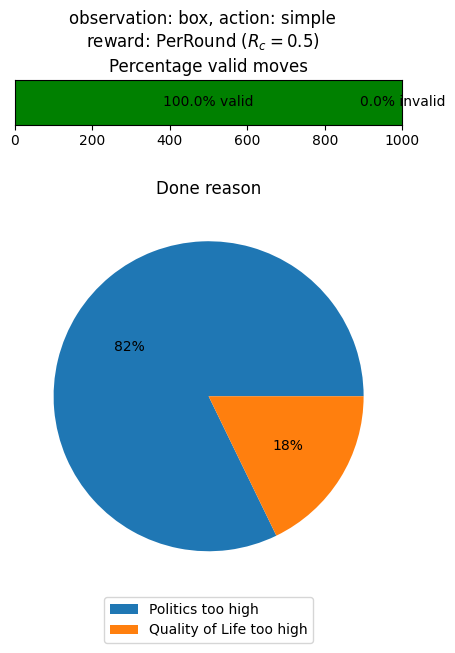 observation: box, action: simple
reward: PerRound (R_c = 0.5)
Percentage valid moves
100.0% valid 0.0% invalid
0 200 400 600 800 1000
Done reason
82%
18%
Politics too high
Quality of Life too high